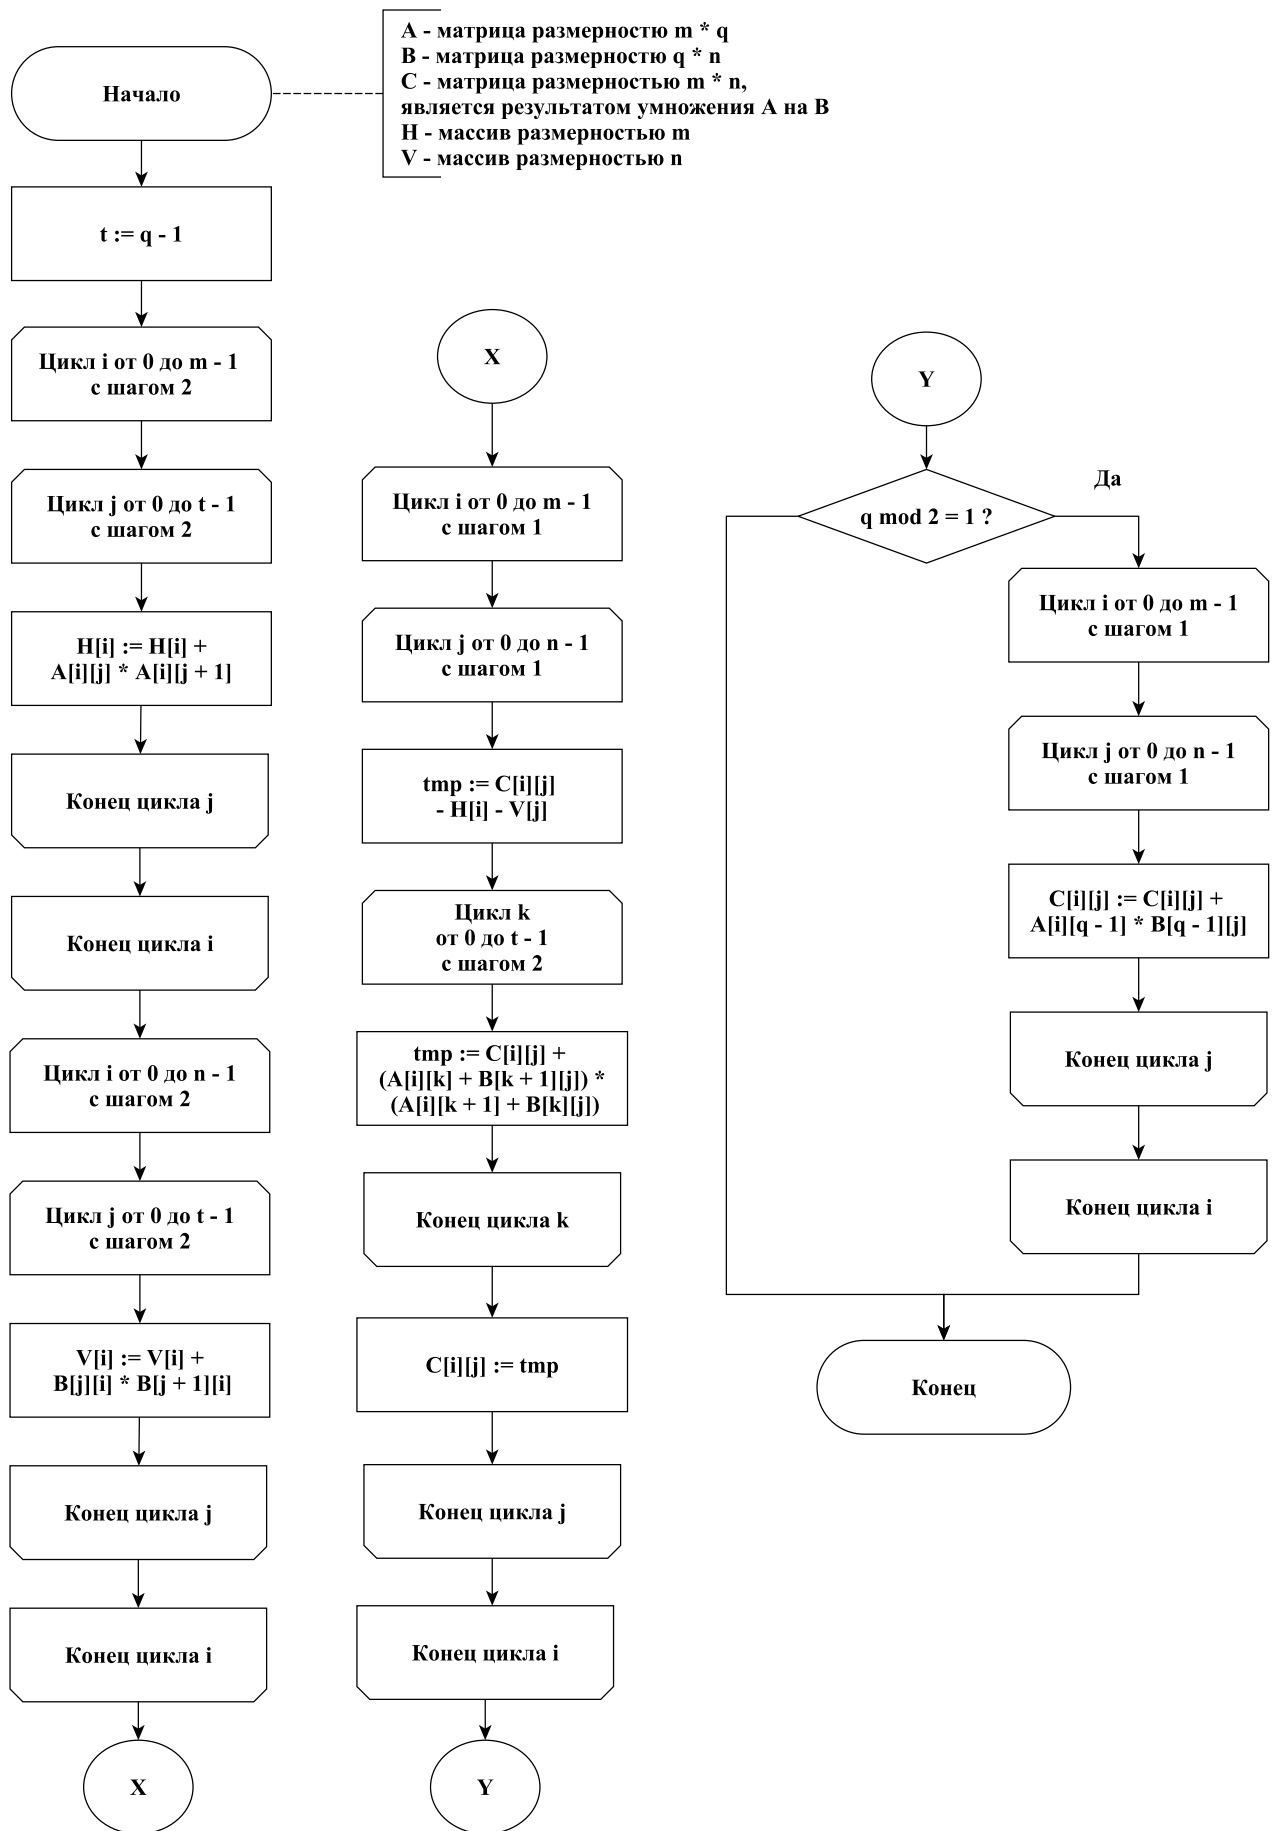 Начало
A - матрица размерностю m * q
B - матрица размерностю q * n
C - матрица размерностью m * n,
является результатом умножения A на B
H - массив размерностью m
V - массив размерностью n
t := q - 1
Цикл i от 0 до m - 1
с шагом 2
Цикл j от 0 до t - 1
с шагом 2
H[i] := H[i] +
A[i][j] * A[i][j + 1]
Конец цикла j
Конец цикла i
Цикл i от 0 до n - 1
с шагом 2
Цикл j от 0 до t - 1
с шагом 2
V[i] := V[i] +
B[j][i] * B[j + 1][i]
Конец цикла j
Конец цикла i
X
X
Цикл i от 0 до m - 1
с шагом 1
Цикл j от 0 до n - 1
с шагом 1
tmp := C[i][j]
- H[i] - V[j]
Цикл k
от 0 до t - 1
с шагом 2
tmp := C[i][j] +
(A[i][k] + B[k + 1][j]) *
(A[i][k + 1] + B[k][j])
Конец цикла k
C[i][j] := tmp
Конец цикла j
Конец цикла i
Y
Y
q mod 2 = 1 ?
Да
Цикл i от 0 до m - 1
с шагом 1
Цикл j от 0 до n - 1
с шагом 1
C[i][j] := C[i][j] +
A[i][q - 1] * B[q - 1][j]
Конец цикла j
Конец цикла i
Конец